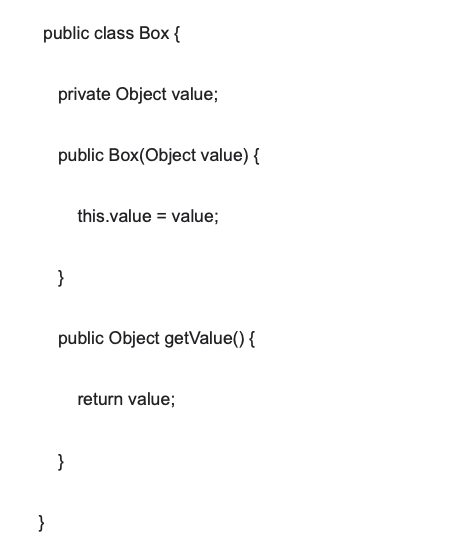 public class Box {
private Object value;
public Box(Object value) {
this.value = value;
}
public Object getValue() {
return value;
}
}